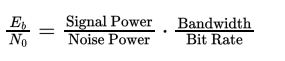 E_b/N_0 = Signal Power/Noise Power · Bandwidth/Bit Rate